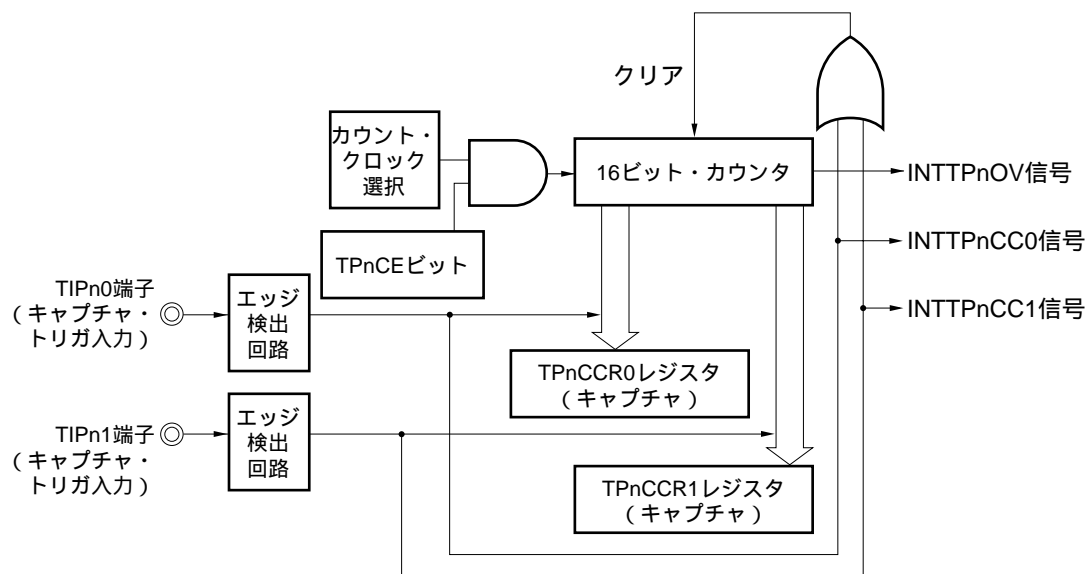 クリア
カウント・
クロック
選択
16ビット・カウンタ
INTTPnOV信号
INTTPnCC0信号
TPnCEビット
TIPn0端子
（キャプチャ・
トリガ入力）
エッジ
検出
回路
INTTPnCC1信号
TPnCCR0レジスタ
（キャプチャ）
TIPn1端子
（キャプチャ・
トリガ入力）
エッジ
検出
回路
TPnCCR1レジスタ
（キャプチャ）